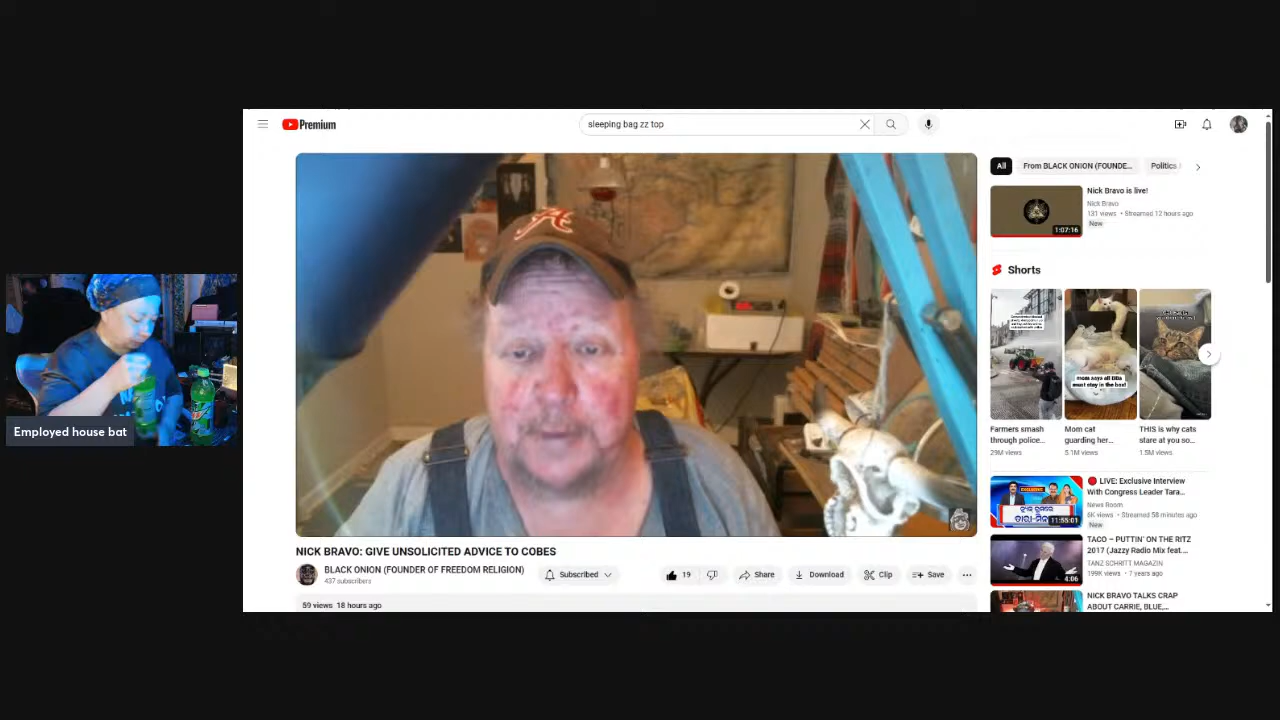 Premium
sleeping bag zz top
All
From BLACK ONION (FOUNDE...
Politics
Nick Bravo is live!
Nick Bravo
131 views • Streamed 12 hours ago
New
1:07:16
Shorts
Farmers smash
through police...
29M views
Mom cat
guarding her...
5.1M views
THIS is why cats
stare at you so...
1.5M views
Employed house bat
LIVE: Exclusive Interview
With Congress Leader Tara...
News Room
6K views • Streamed 58 minutes ago
New
EXCLUSIVE
11:55:01
TACO – PUTTIN' ON THE RITZ
2017 (Jazzy Radio Mix feat....
TANZ SCHRITT MAGAZIN
199K views • 7 years ago
4:06
NICK BRAVO TALKS CRAP
ABOUT CARRIE, BLUE,...
NICK BRAVO: GIVE UNSOLICITED ADVICE TO COBES
BLACK ONION (FOUNDER OF FREEDOM RELIGION)
437 subscribers
Subscribed
19
Share
Download
Clip
Save
59 views 18 hours ago